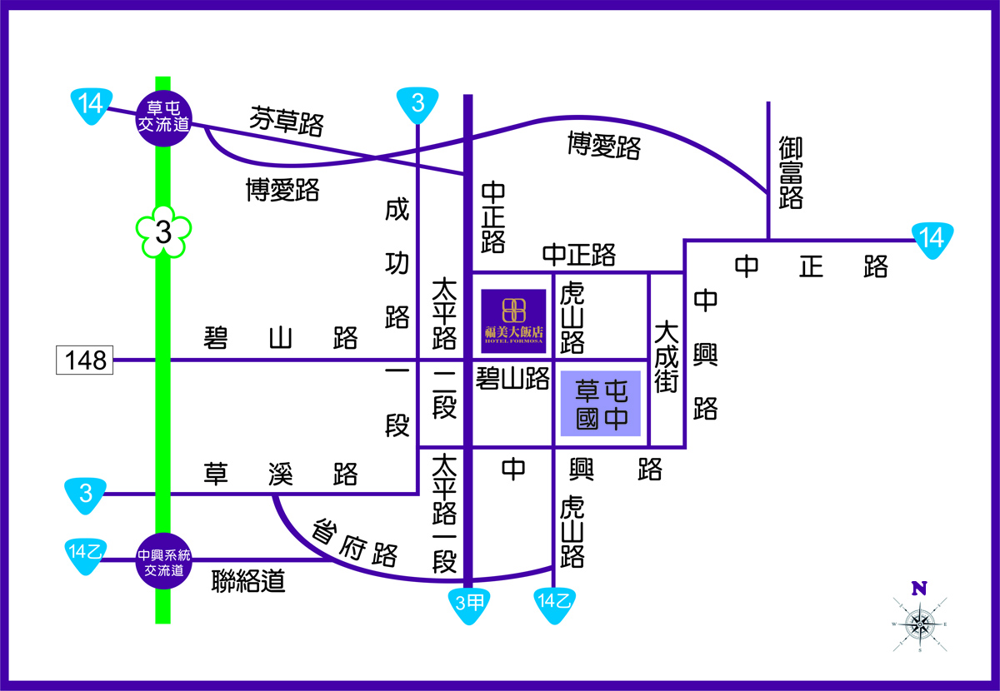 14
草屯
交流道
芬草路
3
博愛路
博愛路
御富路
成功路一段
中正路
3
14
中正路
中正路
太平路二段
虎山路
福美大飯店
HOTEL FORMOSA
大成街
中興路
碧山路
148
碧山路
草屯
國中
草溪路
3
太平路一段
中興路
虎山路
省府路
14乙
中興系統
交流道
聯絡道
3甲
14乙
N
W
E
S